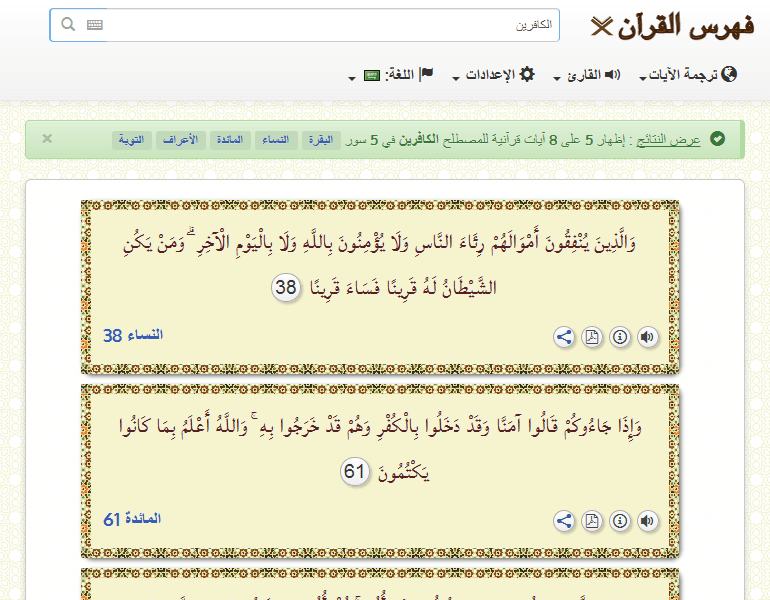 فهرس القرآن
الكافرين
ترجمة الآيات
القارئ
الإعدادات
اللغة:
عرض النتائج : إظهار 5 على 8 آيات قرآنية للمصطلح الكافرين في 5 سور البقرة النساء المائدة الأعراف التوبة ×
وَالَّذِينَ يُنْفِقُونَ أَمْوَالَهُمْ رِئَاءَ النَّاسِ وَلَا يُؤْمِنُونَ بِاللَّهِ وَلَا بِالْيَوْمِ الْآخِرِ ۗ وَمَنْ يَكُنِ
الشَّيْطَانُ لَهُ قَرِينًا فَسَاءَ قَرِينًا 38
النساء 38
وَإِذَا جَاءُوكُمْ قَالُوا آمَنَّا وَقَدْ دَخَلُوا بِالْكُفْرِ وَهُمْ قَدْ خَرَجُوا بِهِ ۚ وَاللَّهُ أَعْلَمُ بِمَا كَانُوا
يَكْتُمُونَ 61
المائدة 61